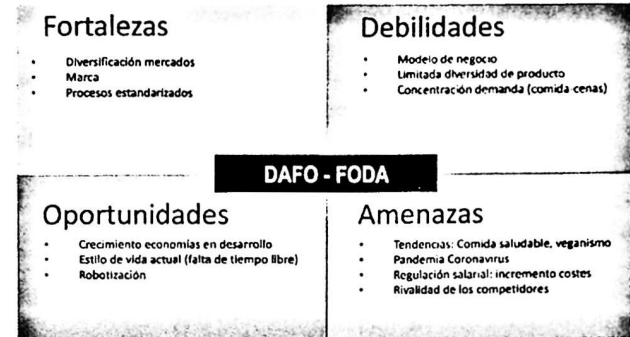 Fortalezas
• Diversificación mercados
• Marca
• Procesos estandarizados
Debilidades
• Modelo de negocio
• Limitada diversidad de producto
• Concentración demanda (comida-cenas)
DAFO - FODA
Oportunidades
• Crecimiento economías en desarrollo
• Estilo de vida actual (falta de tiempo libre)
• Robotización
Amenazas
• Tendencias: Comida saludable, veganismo
• Pandemia Coronavirus
• Regulación salarial: incremento costes
• Rivalidad de los competidores